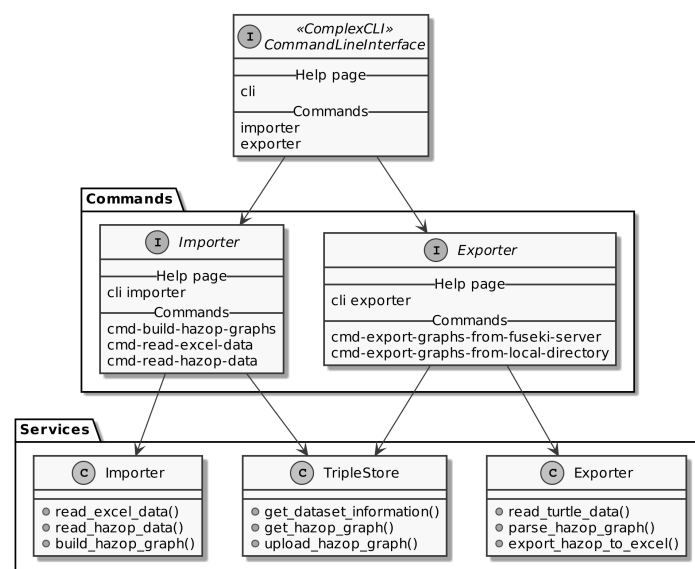 I
«ComplexCLI»
CommandLineInterface
Help page
cli
Commands
importer
exporter
Commands
I Importer
Help page
cli importer
Commands
cmd-build-hazop-graphs
cmd-read-excel-data
cmd-read-hazop-data
I Exporter
Help page
cli exporter
Commands
cmd-export-graphs-from-fuseki-server
cmd-export-graphs-from-local-directory
Services
C Importer
read_excel_data()
read_hazop_data()
build_hazop_graph()
C TripleStore
get_dataset_information()
get_hazop_graph()
upload_hazop_graph()
C Exporter
read_turtle_data()
parse_hazop_graph()
export_hazop_to_excel()